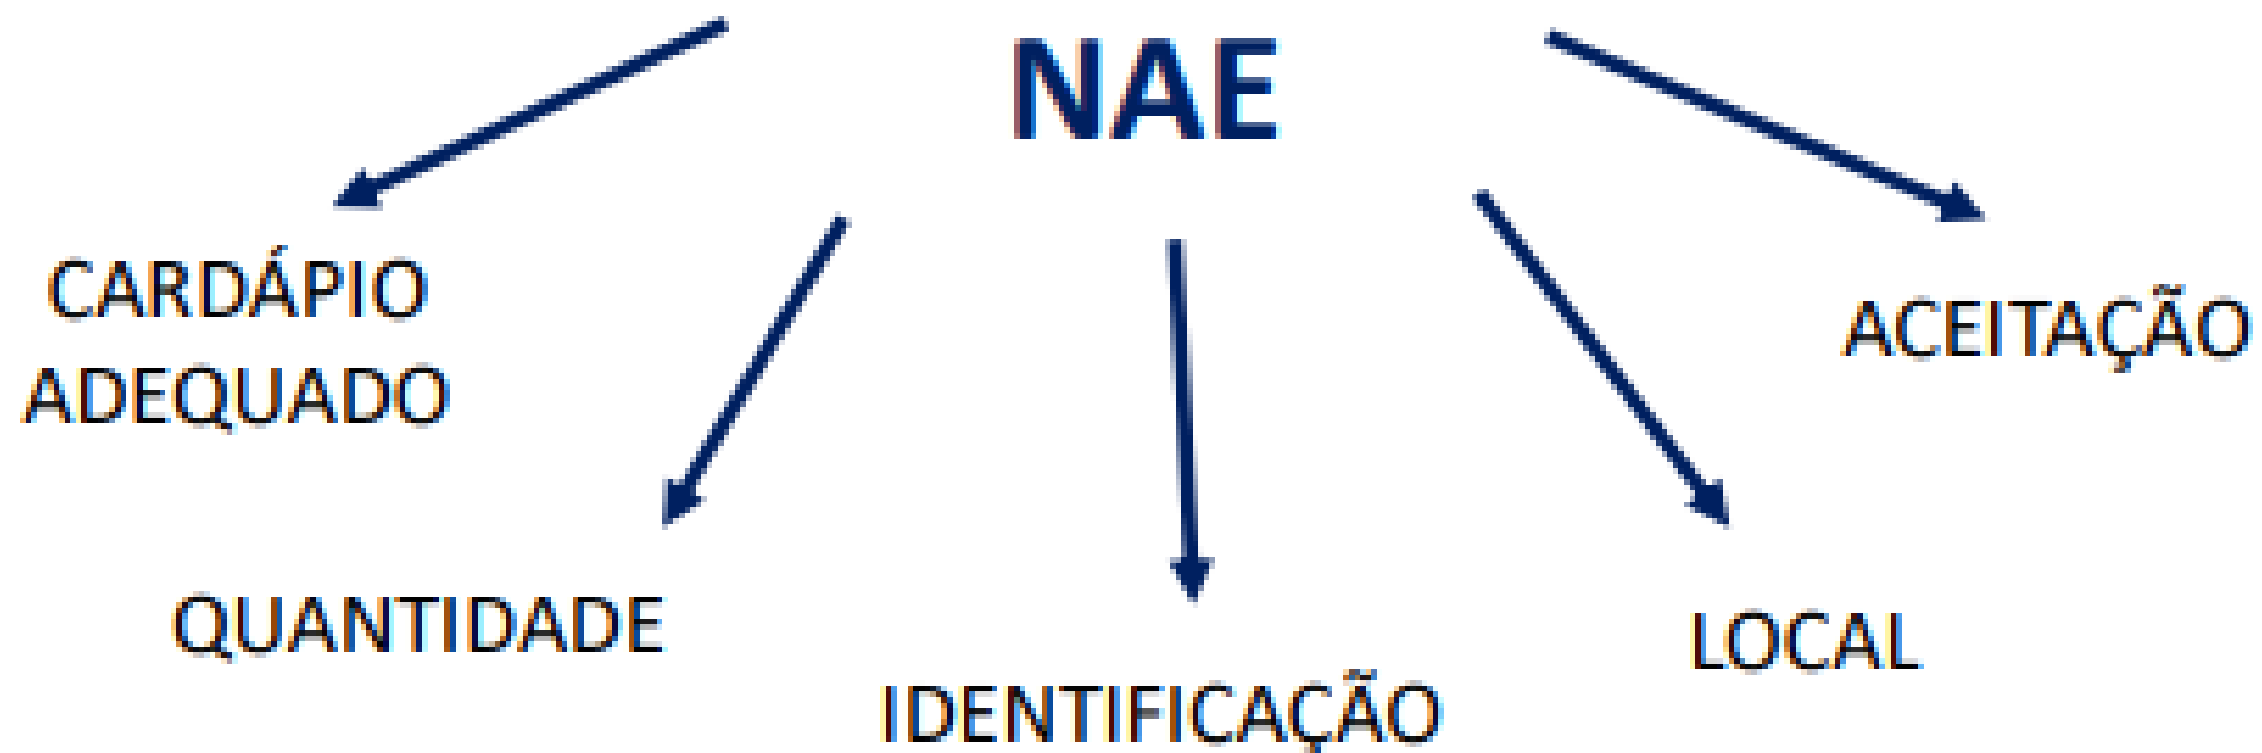 NAE
CARDÁPIO
ADEQUADO
ACEITAÇÃO
QUANTIDADE
LOCAL
IDENTIFICAÇÃO